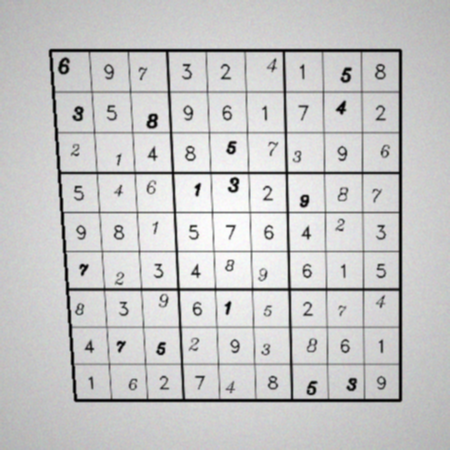 6 9 7 3 2 4 1 5 8
3 5 8 9 6 1 7 4 2
2 1 4 8 5 7 3 9 6
5 4 6 1 3 2 9 8 7
9 8 1 5 7 6 4 2 3
7 2 3 4 8 9 6 1 5
8 3 9 6 1 5 2 7 4
4 7 5 2 9 3 8 6 1
1 6 2 7 4 8 5 3 9